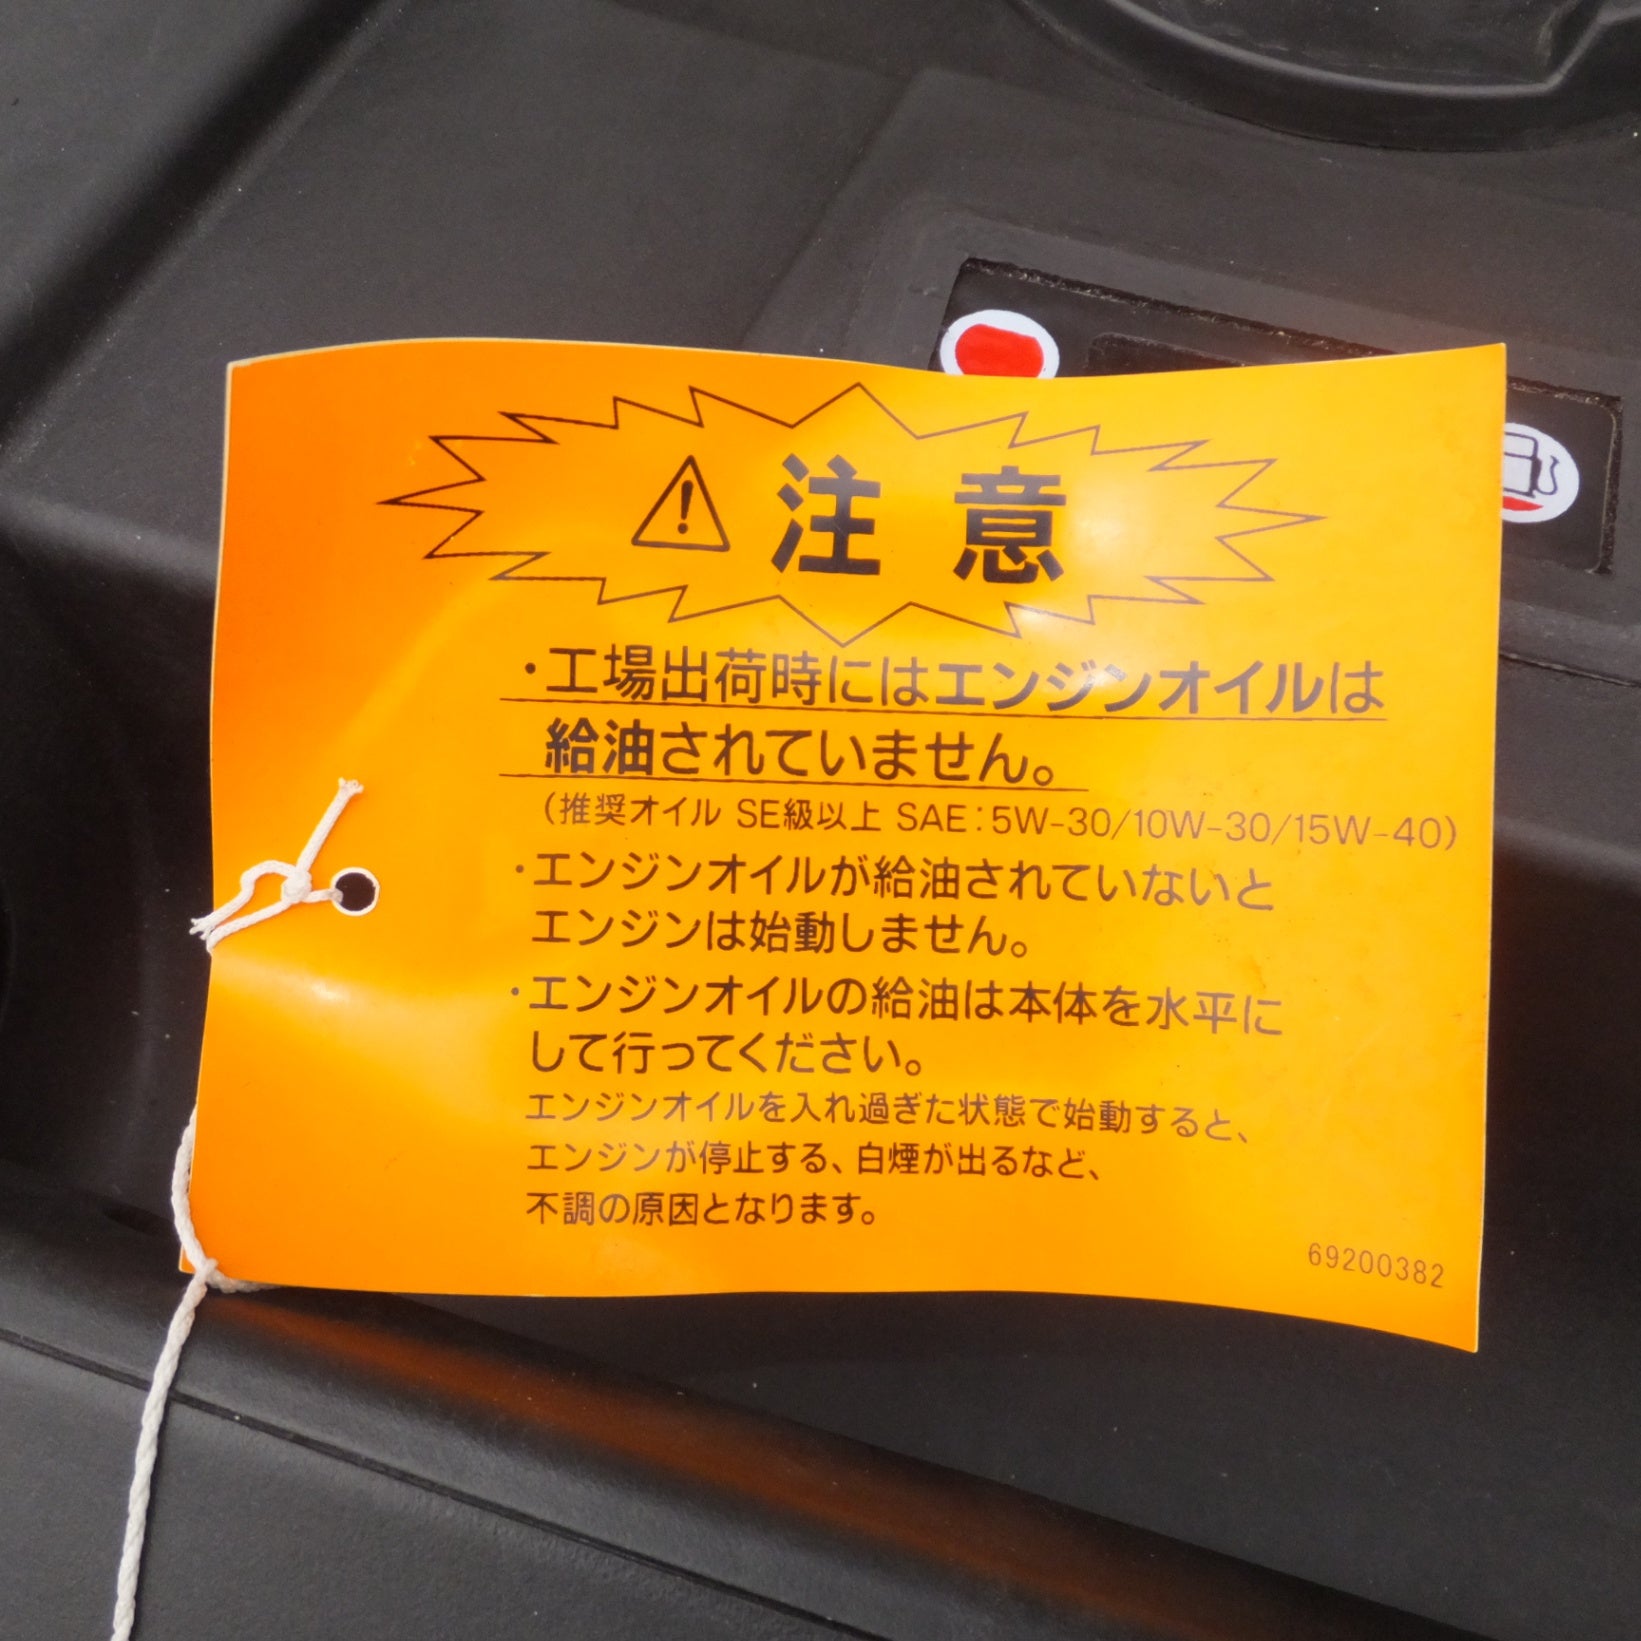 注意
・工場出荷時にはエンジンオイルは
給油されていません。
(推奨オイル SE級以上 SAE:5W-30/10W-30/15W-40)
・エンジンオイルが給油されていないと
エンジンは始動しません。
・エンジンオイルの給油は本体を水平に
して行ってください。
エンジンオイルを入れ過ぎた状態で始動すると、
エンジンが停止する、白煙が出るなど、
不調の原因となります。
69200382